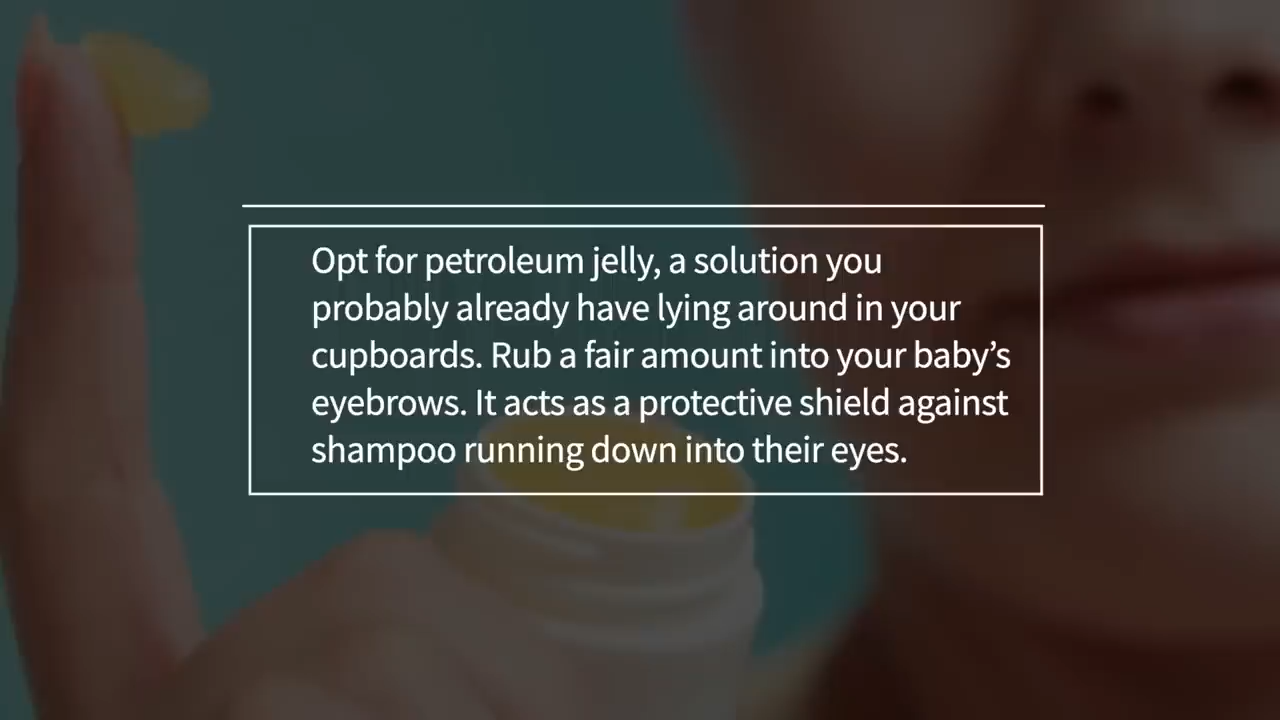 Opt for petroleum jelly, a solution you
probably already have lying around in your
cupboards. Rub a fair amount into your baby’s
eyebrows. It acts as a protective shield against
shampoo running down into their eyes.